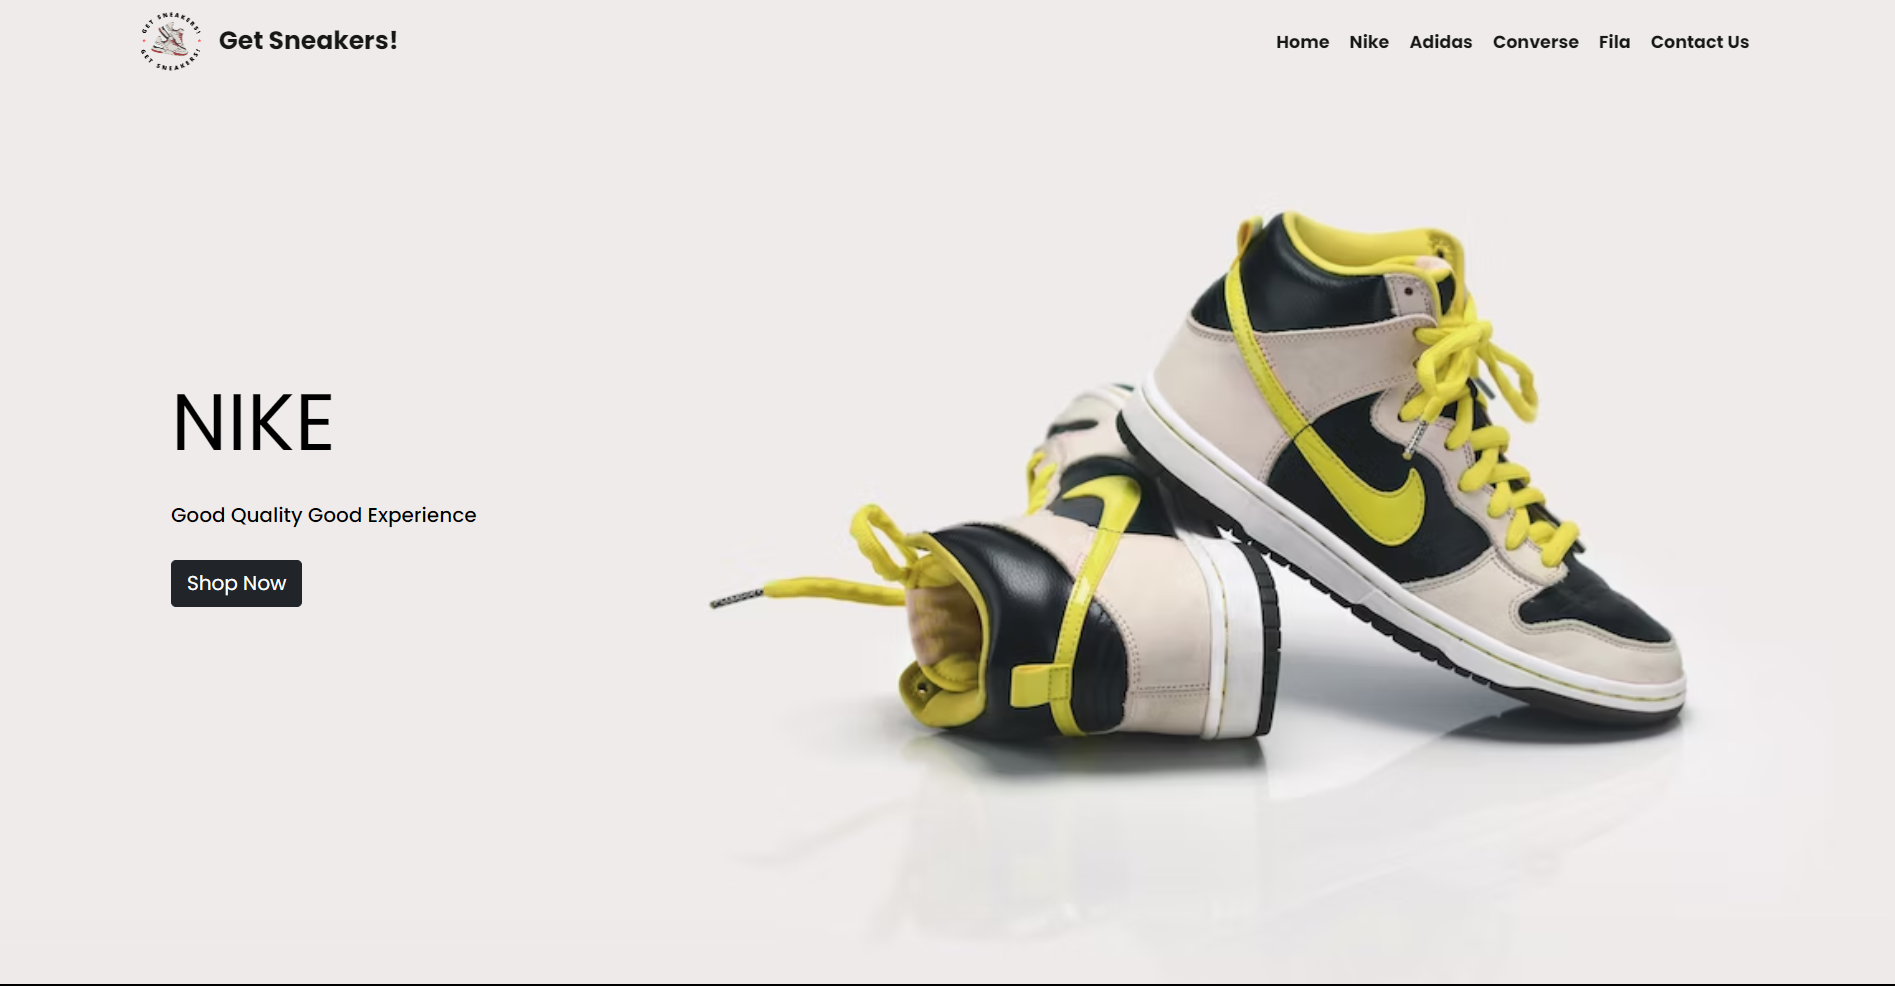 GET SNEAKERS!
GET SNEAKERS!
Get Sneakers!
Home Nike Adidas Converse Fila Contact Us
NIKE
Good Quality Good Experience
Shop Now